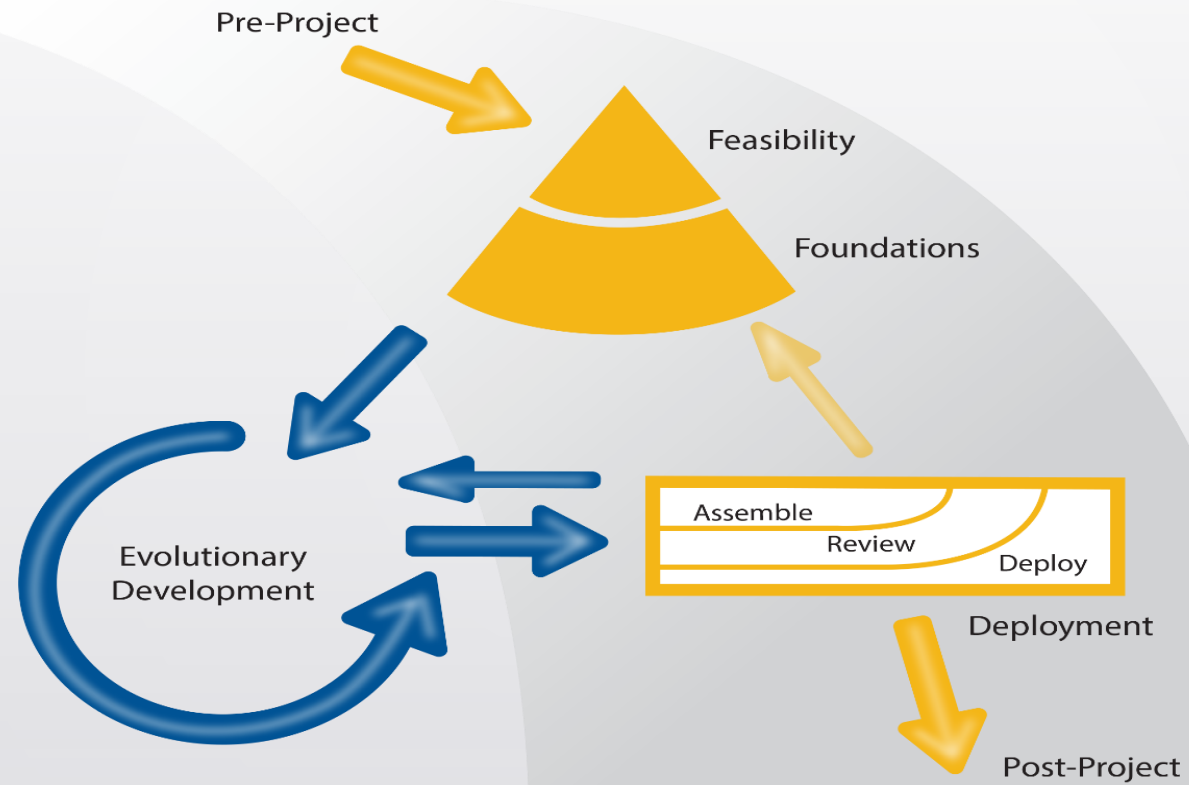 Pre-Project
Feasibility
Foundations
Evolutionary
Development
Assemble
Review
Deploy
Deployment
Post-Project